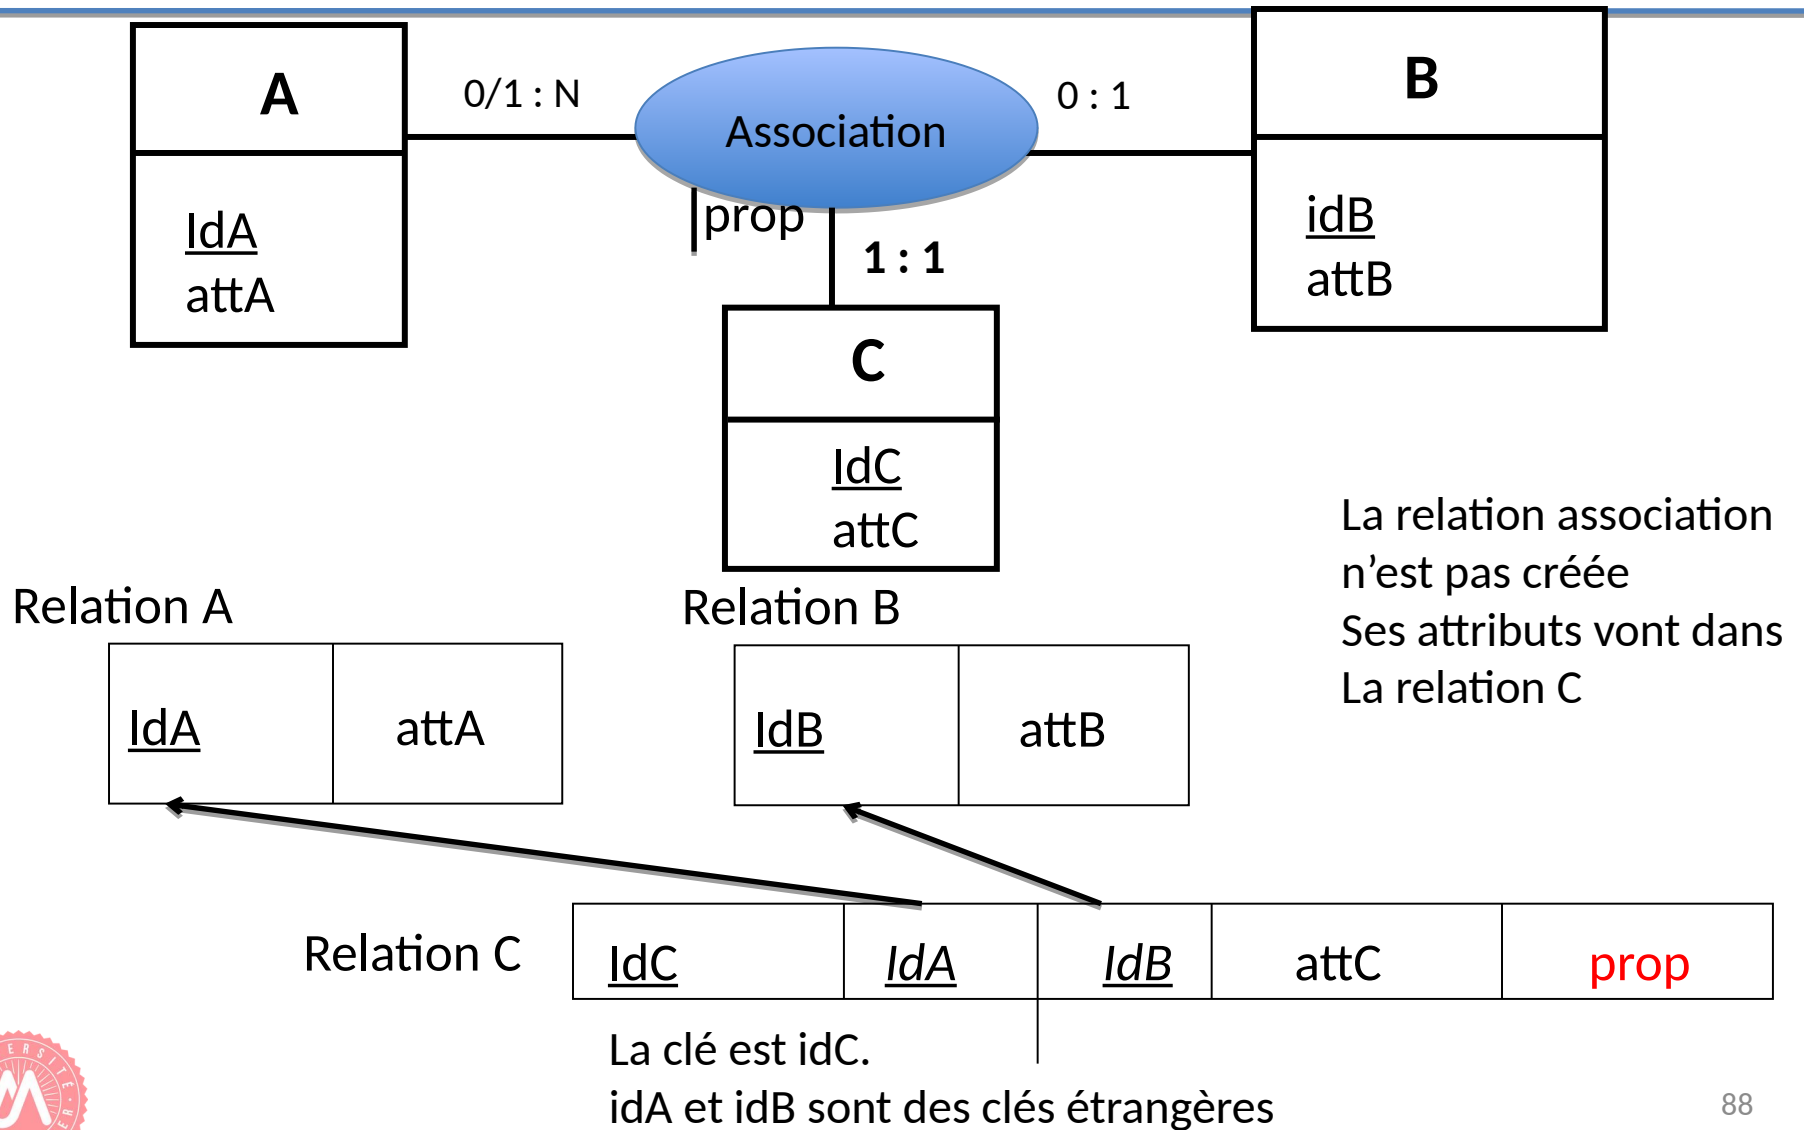 A
0/1 : N
Association
0 : 1
B
prop
1 : 1
IdA
attA
idB
attB
C
IdC
attC
La relation association
n’est pas créée
Ses attributs vont dans
La relation C
Relation A
Relation B
IdA attA
IdB attB
Relation C
IdC IdA IdB attC prop
La clé est idC.
idA et idB sont des clés étrangères
88